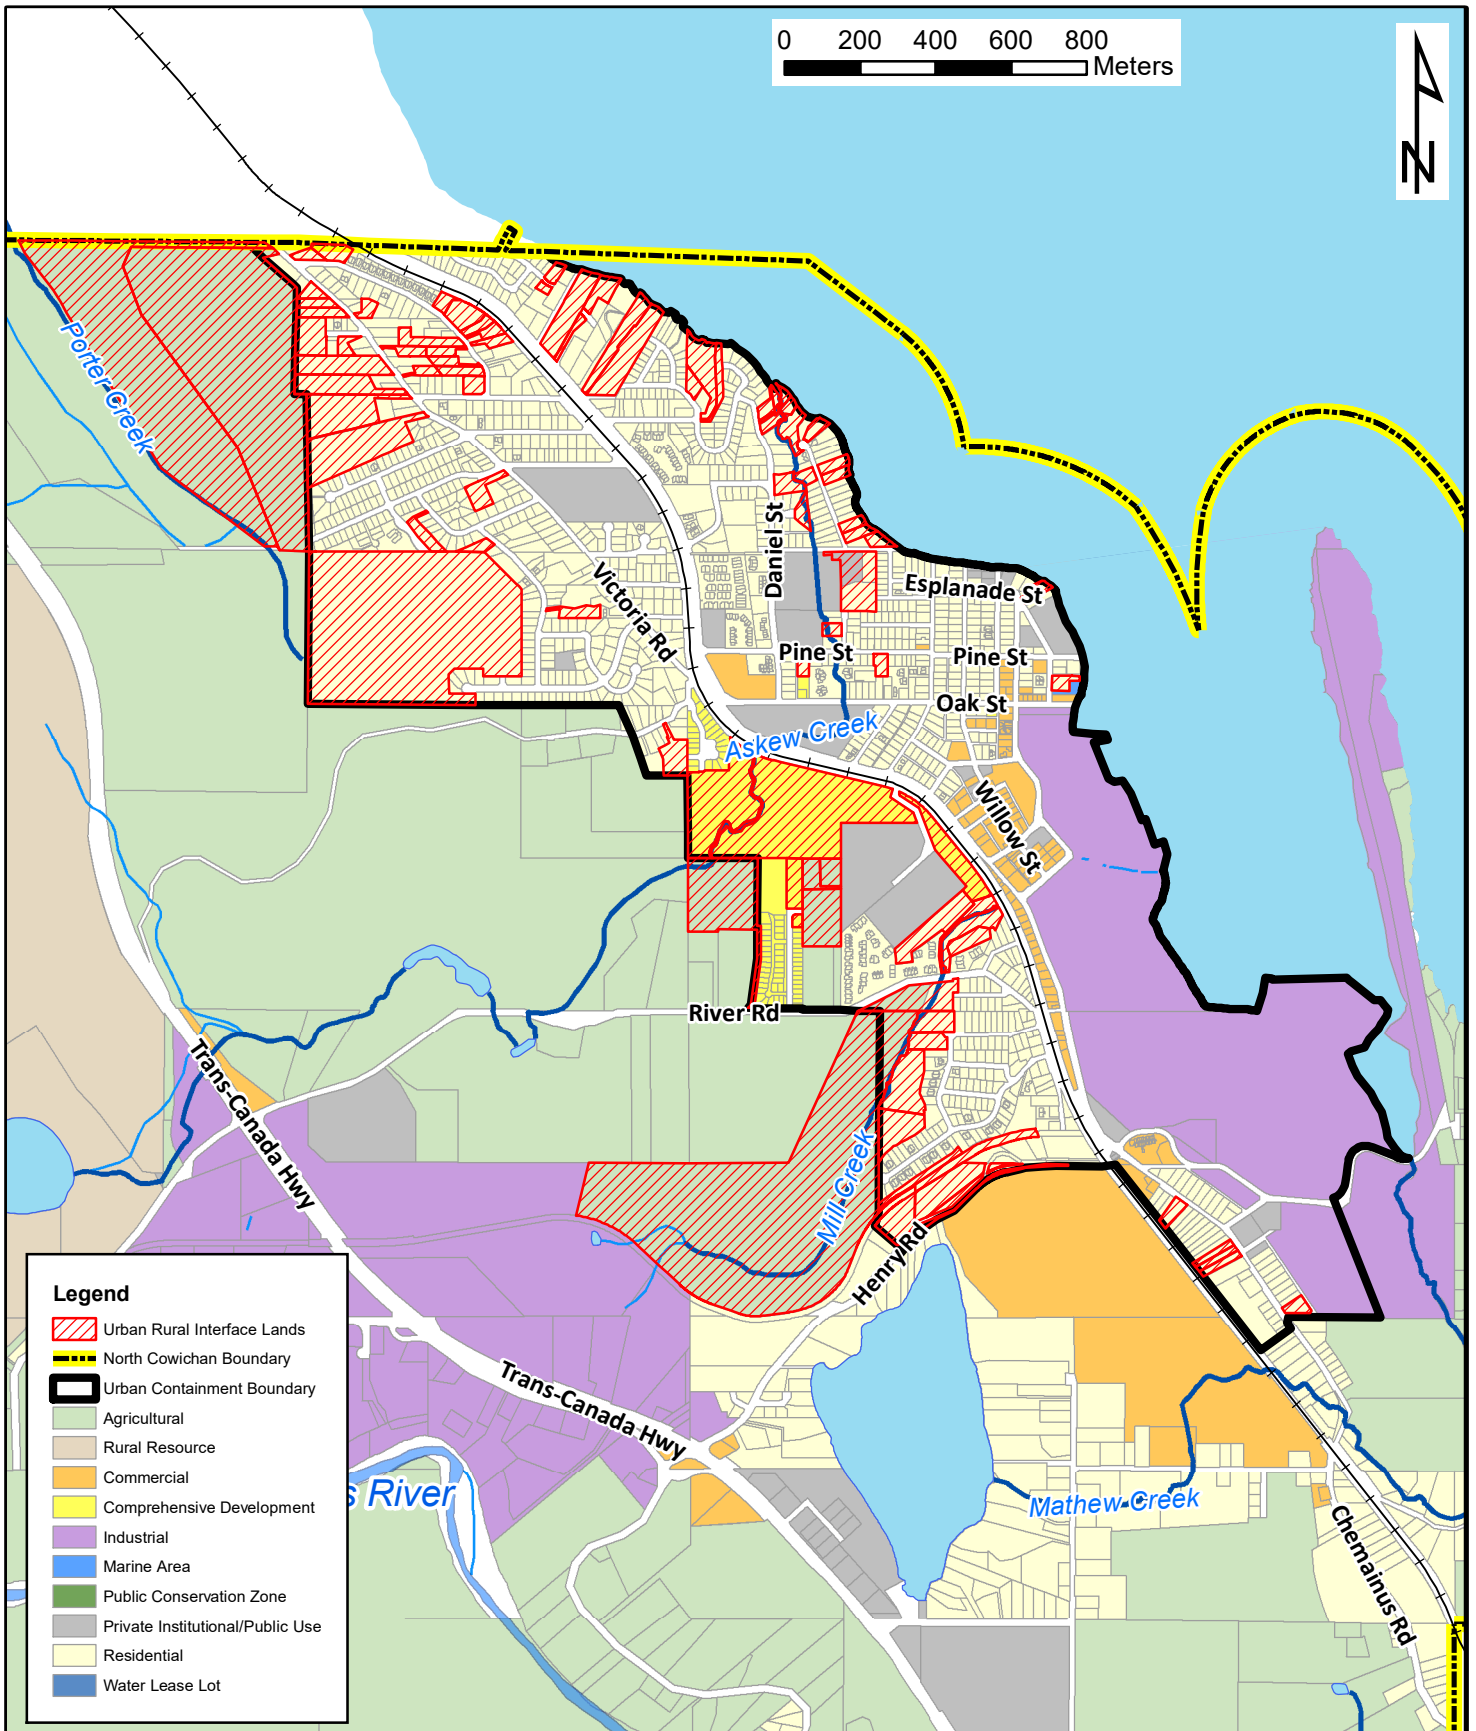 0 200 400 600 800
Meters
N
Porter Creek
Daniel St
Victoria Rd
Esplanade St
Pine St
Pine St
Oak St
Askew Creek
Willow St
River Rd
Trans-Canada Hwy
Mill Creek
Henry Rd
Trans-Canada Hwy
s River
Mathew Creek
Chemainus Rd
Legend
Urban Rural Interface Lands
North Cowichan Boundary
Urban Containment Boundary
Agricultural
Rural Resource
Commercial
Comprehensive Development
Industrial
Marine Area
Public Conservation Zone
Private Institutional/Public Use
Residential
Water Lease Lot